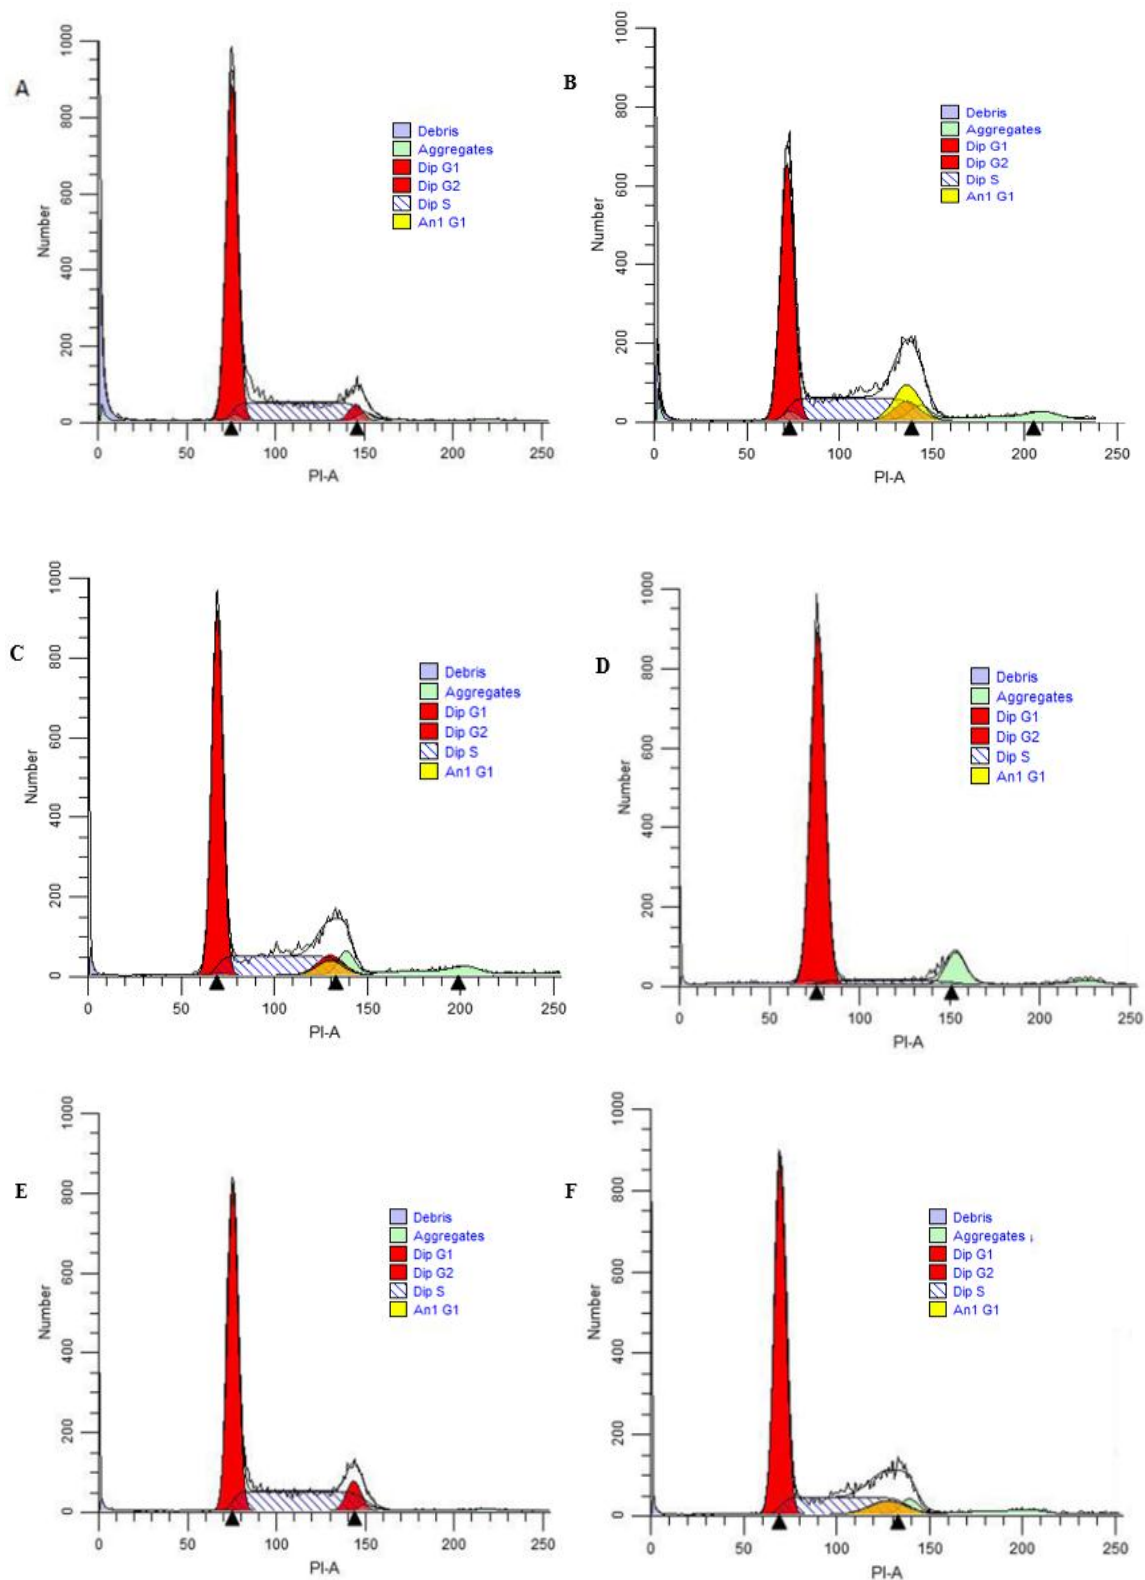 A
1000
800
600
400
200
0
Number
Debris
Aggregates
Dip G1
Dip G2
Dip S
An1 G1
0 50 100 150 200 250
PI-A
B
1000
800
600
400
200
0
Number
Debris
Aggregates
Dip G1
Dip G2
Dip S
An1 G1
0 50 100 150 200 250
PI-A
C
1000
800
600
400
200
0
Number
Debris
Aggregates
Dip G1
Dip G2
Dip S
An1 G1
0 50 100 150 200 250
PI-A
D
1000
800
600
400
200
0
Number
Debris
Aggregates
Dip G1
Dip G2
Dip S
An1 G1
0 50 100 150 200 250
PI-A
E
1000
800
600
400
200
0
Number
Debris
Aggregates
Dip G1
Dip G2
Dip S
An1 G1
0 50 100 150 200 250
PI-A
F
1000
800
600
400
200
0
Number
Debris
Aggregates
Dip G1
Dip G2
Dip S
An1 G1
0 50 100 150 200 250
PI-A